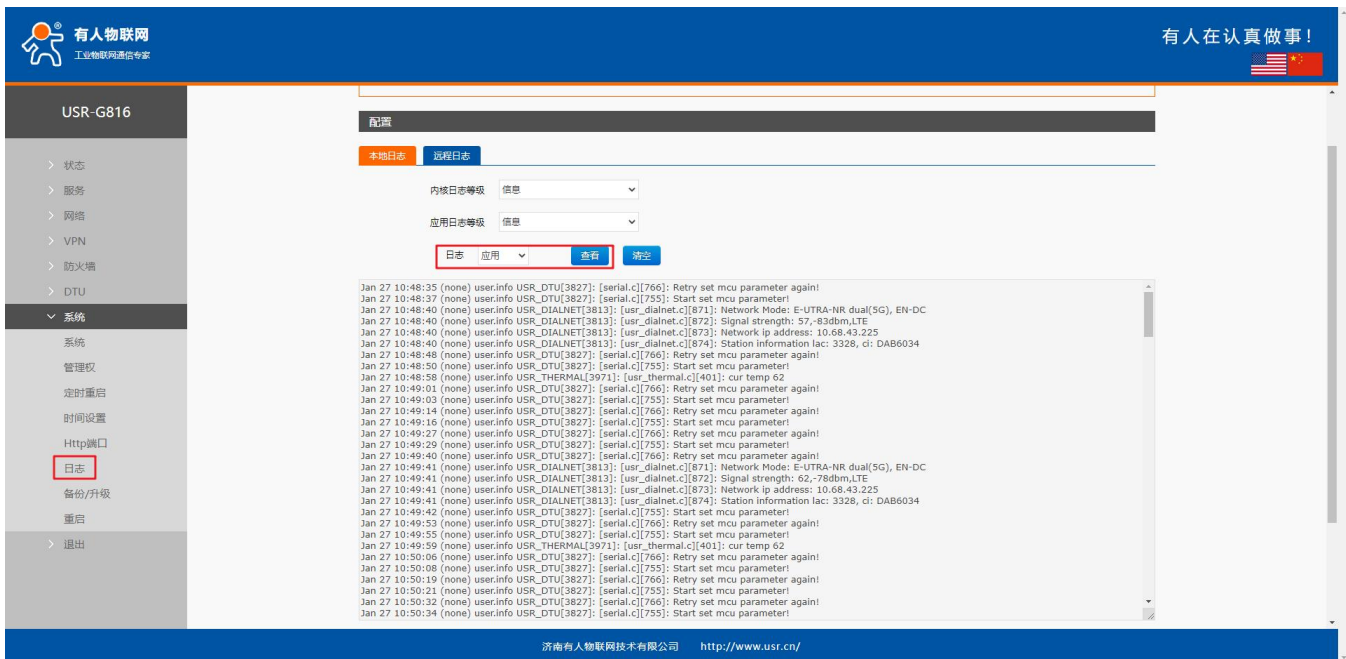 有人物联网
工业物联网通信专家
有人在认真做事！
USR-G816
状态
服务
网络
VPN
防火墙
DTU
系统
系统
管理权
定时重启
时间设置
Http端口
日志
备份/升级
重启
退出
配置
本地日志 远程日志
内核日志等级 信息
应用日志等级 信息
日志 应用 查看 清空
Jan 27 10:48:35 (none) user.info USR_DTU[3827]: [serial.c][766]: Retry set mcu parameter again!
Jan 27 10:48:37 (none) user.info USR_DTU[3827]: [serial.c][755]: Start set mcu parameter!
Jan 27 10:48:40 (none) user.info USR_DIALNET[3813]: [usr_dialnet.c][871]: Network Mode: E-UTRA-NR dual(5G), EN-DC
Jan 27 10:48:40 (none) user.info USR_DIALNET[3813]: [usr_dialnet.c][872]: Signal strength: 57,-83dbm,LTE
Jan 27 10:48:40 (none) user.info USR_DIALNET[3813]: [usr_dialnet.c][873]: Network ip address: 10.68.43.225
Jan 27 10:48:40 (none) user.info USR_DIALNET[3813]: [usr_dialnet.c][874]: Station information lac: 3328, ci: DAB6034
Jan 27 10:48:48 (none) user.info USR_DTU[3827]: [serial.c][766]: Retry set mcu parameter again!
Jan 27 10:48:50 (none) user.info USR_DTU[3827]: [serial.c][755]: Start set mcu parameter!
Jan 27 10:48:58 (none) user.info USR_THERMAL[3971]: [usr_thermal.c][401]: cur temp 62
Jan 27 10:49:01 (none) user.info USR_DTU[3827]: [serial.c][766]: Retry set mcu parameter again!
Jan 27 10:49:03 (none) user.info USR_DTU[3827]: [serial.c][755]: Start set mcu parameter!
Jan 27 10:49:14 (none) user.info USR_DTU[3827]: [serial.c][766]: Retry set mcu parameter again!
Jan 27 10:49:16 (none) user.info USR_DTU[3827]: [serial.c][755]: Start set mcu parameter!
Jan 27 10:49:27 (none) user.info USR_DTU[3827]: [serial.c][766]: Retry set mcu parameter again!
Jan 27 10:49:29 (none) user.info USR_DTU[3827]: [serial.c][755]: Start set mcu parameter!
Jan 27 10:49:40 (none) user.info USR_DTU[3827]: [serial.c][766]: Retry set mcu parameter again!
Jan 27 10:49:41 (none) user.info USR_DIALNET[3813]: [usr_dialnet.c][871]: Network Mode: E-UTRA-NR dual(5G), EN-DC
Jan 27 10:49:41 (none) user.info USR_DIALNET[3813]: [usr_dialnet.c][872]: Signal strength: 62,-78dbm,LTE
Jan 27 10:49:41 (none) user.info USR_DIALNET[3813]: [usr_dialnet.c][873]: Network ip address: 10.68.43.225
Jan 27 10:49:41 (none) user.info USR_DIALNET[3813]: [usr_dialnet.c][874]: Station information lac: 3328, ci: DAB6034
Jan 27 10:49:42 (none) user.info USR_DTU[3827]: [serial.c][755]: Start set mcu parameter!
Jan 27 10:49:53 (none) user.info USR_DTU[3827]: [serial.c][766]: Retry set mcu parameter again!
Jan 27 10:49:55 (none) user.info USR_DTU[3827]: [serial.c][755]: Start set mcu parameter!
Jan 27 10:49:59 (none) user.info USR_THERMAL[3971]: [usr_thermal.c][401]: cur temp 62
Jan 27 10:50:06 (none) user.info USR_DTU[3827]: [serial.c][766]: Retry set mcu parameter again!
Jan 27 10:50:08 (none) user.info USR_DTU[3827]: [serial.c][755]: Start set mcu parameter!
Jan 27 10:50:19 (none) user.info USR_DTU[3827]: [serial.c][766]: Retry set mcu parameter again!
Jan 27 10:50:21 (none) user.info USR_DTU[3827]: [serial.c][755]: Start set mcu parameter!
Jan 27 10:50:32 (none) user.info USR_DTU[3827]: [serial.c][766]: Retry set mcu parameter again!
Jan 27 10:50:34 (none) user.info USR_DTU[3827]: [serial.c][755]: Start set mcu parameter!
济南有人物联网技术有限公司 http://www.usr.cn/